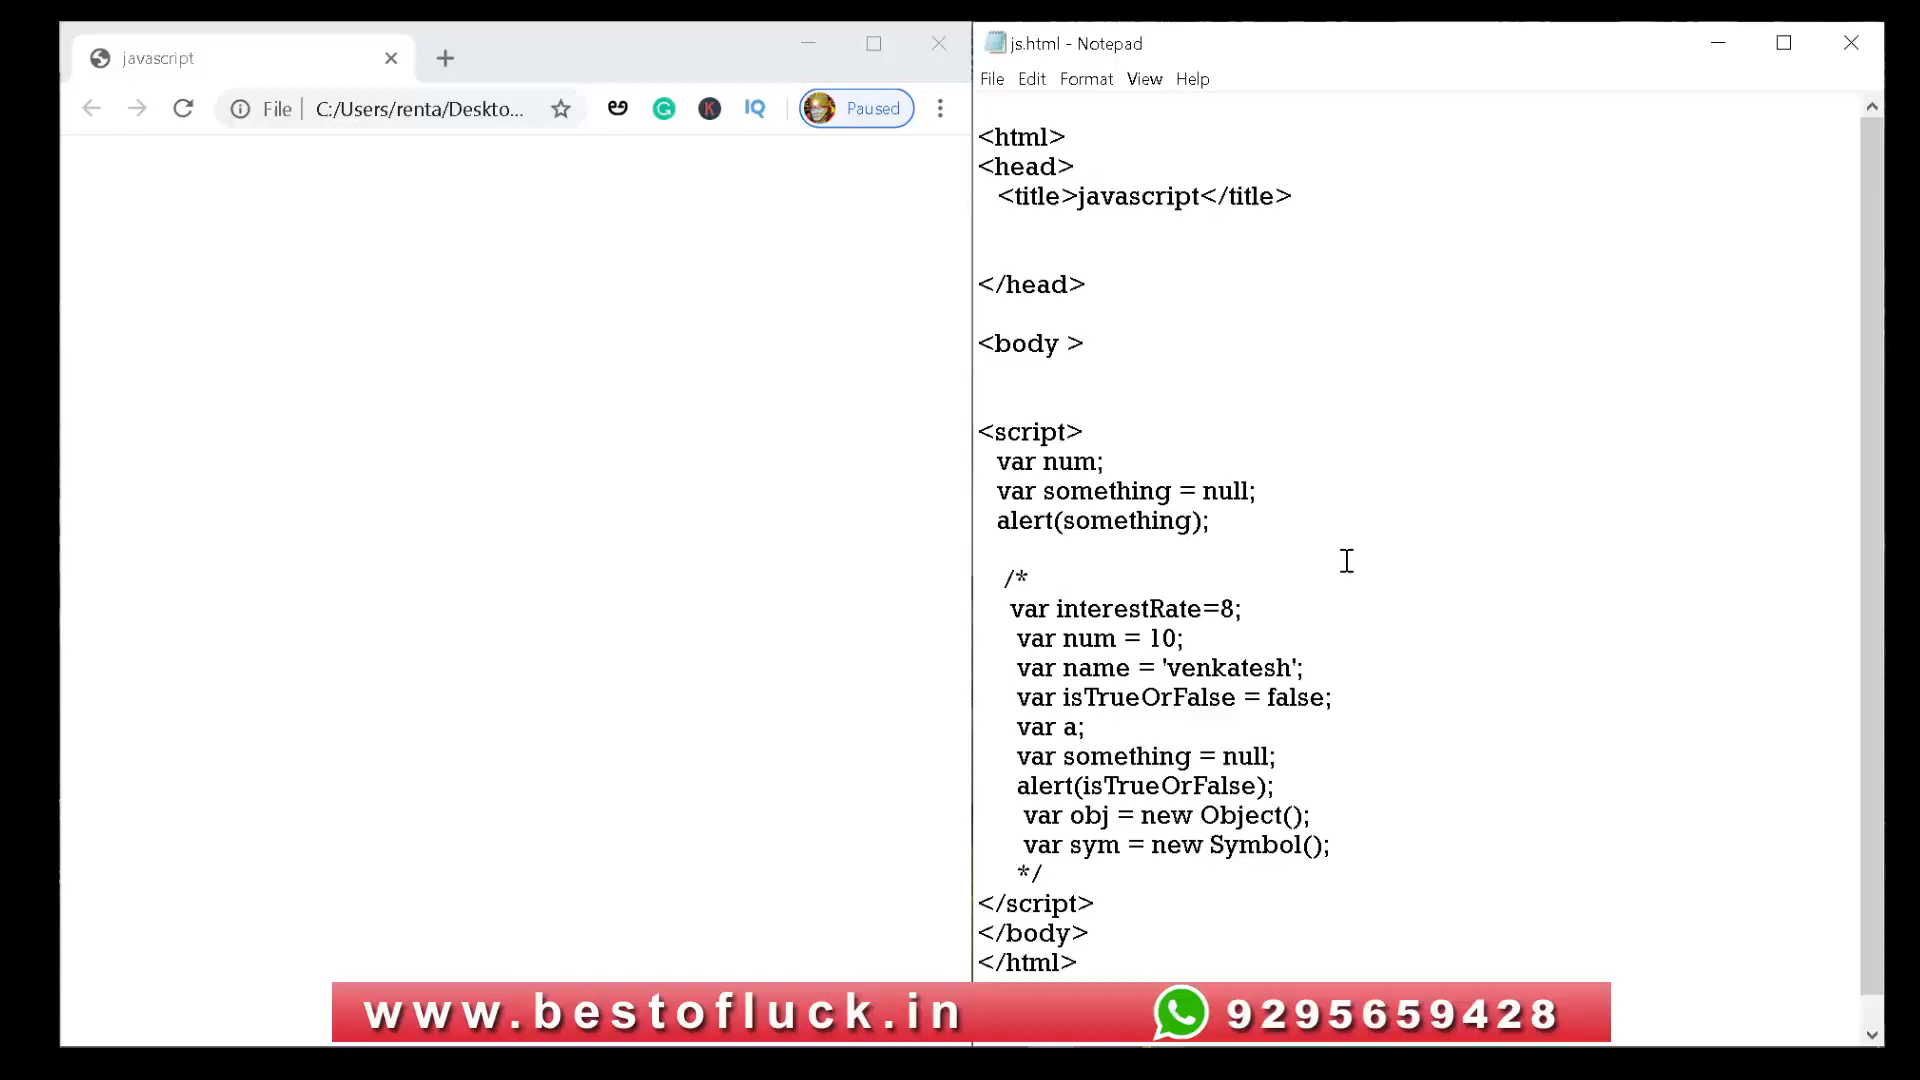 javascript
File C:/Users/renta/Deskto...
Paused
js.html - Notepad
File Edit Format View Help
<html>
<head>
<title>javascript</title>
</head>
<body >
<script>
var num;
var something = null;
alert(something);
/*
var interestRate=8;
var num = 10;
var name = 'venkatesh';
var isTrueOrFalse = false;
var a;
var something = null;
alert(isTrueOrFalse);
var obj = new Object();
var sym = new Symbol();
*/
</script>
</body>
</html>
www.bestofluck.in 9295659428